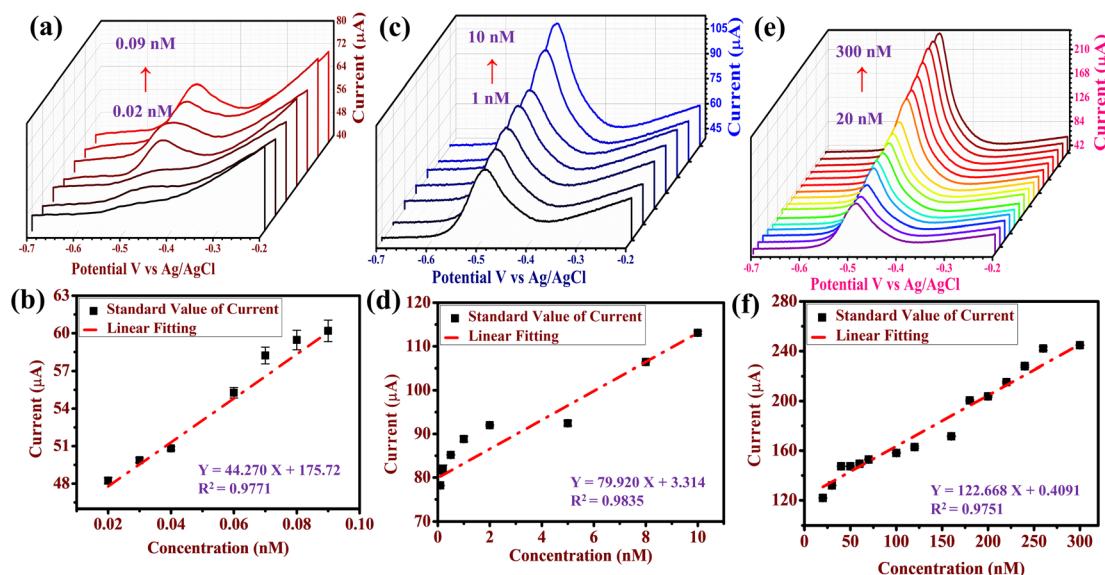 (a)
0.09 nM
0.02 nM
80
72
64
56
48
40
Current (µA)
-0.7
-0.6
-0.5
-0.4
-0.3
-0.2
Potential V vs Ag/AgCl
(c)
10 nM
1 nM
105
90
75
60
45
Current (µA)
-0.7
-0.6
-0.5
-0.4
-0.3
-0.2
Potential V vs Ag/AgCl
(e)
300 nM
20 nM
210
168
126
84
42
Current (µA)
-0.7
-0.6
-0.5
-0.4
-0.3
-0.2
Potential V vs Ag/AgCl
(b)
Standard Value of Current
Linear Fitting
63
60
57
54
51
48
Current (µA)
Y = 44.270 X + 175.72
R² = 0.9771
0.02
0.04
0.06
0.08
0.10
Concentration (nM)
(d)
Standard Value of Current
Linear Fitting
120
110
100
90
80
70
Current (µA)
Y = 79.920 X + 3.314
R² = 0.9835
0
2
4
6
8
10
Concentration (nM)
(f)
Standard Value of Current
Linear Fitting
280
240
200
160
120
Current (µA)
Y = 122.668 X + 0.4091
R² = 0.9751
0
50
100
150
200
250
300
Concentration (nM)